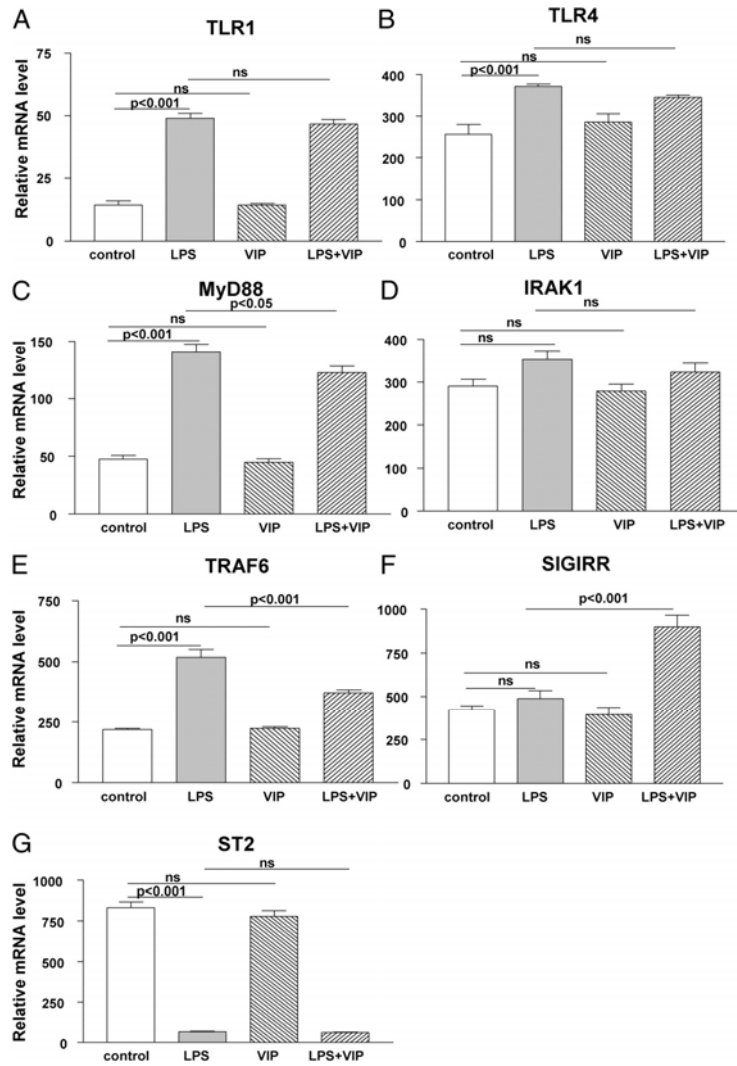 A
TLR1
Relative mRNA level
75
50
25
0
ns
ns
p<0.001
control LPS VIP LPS+VIP
B
TLR4
400
300
200
100
0
ns
ns
p<0.001
control LPS VIP LPS+VIP
C
MyD88
Relative mRNA level
150
100
50
0
p<0.05
ns
p<0.001
control LPS VIP LPS+VIP
D
IRAK1
400
300
200
100
0
ns
ns
ns
control LPS VIP LPS+VIP
E
TRAF6
Relative mRNA level
750
500
250
0
p<0.001
ns
p<0.001
control LPS VIP LPS+VIP
F
SIGIRR
1000
750
500
250
0
p<0.001
ns
ns
control LPS VIP LPS+VIP
G
ST2
Relative mRNA level
1000
750
500
250
0
ns
ns
p<0.001
control LPS VIP LPS+VIP